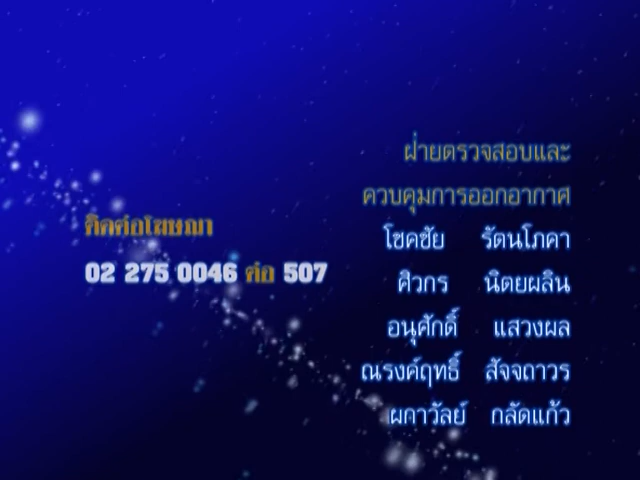 ฝ่ายตรวจสอบและ
ควบคุมการออกอากาศ
โชคชัย รัตนโภคา
ศิวกร นิตยผลิน
อนุศักดิ์ แสวงผล
ณรงค์ฤทธิ์ สัจจถาวร
ผกาวัลย์ กลัดแก้ว
ติดต่อโฆษณา
02 275 0046 ต่อ 507